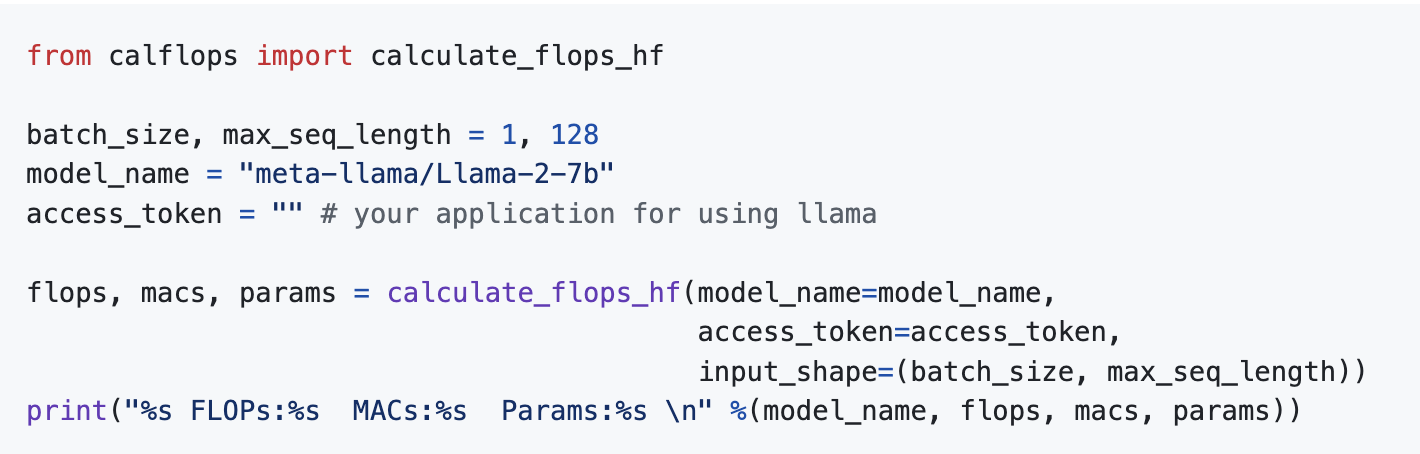 from calflops import calculate_flops_hf

batch_size, max_seq_length = 1, 128
model_name = "meta-llama/Llama-2-7b"
access_token = "" # your application for using llama

flops, macs, params = calculate_flops_hf(model_name=model_name,
                                         access_token=access_token,
                                         input_shape=(batch_size, max_seq_length))
print("%s FLOPs:%s  MACs:%s  Params:%s \n" %(model_name, flops, macs, params))